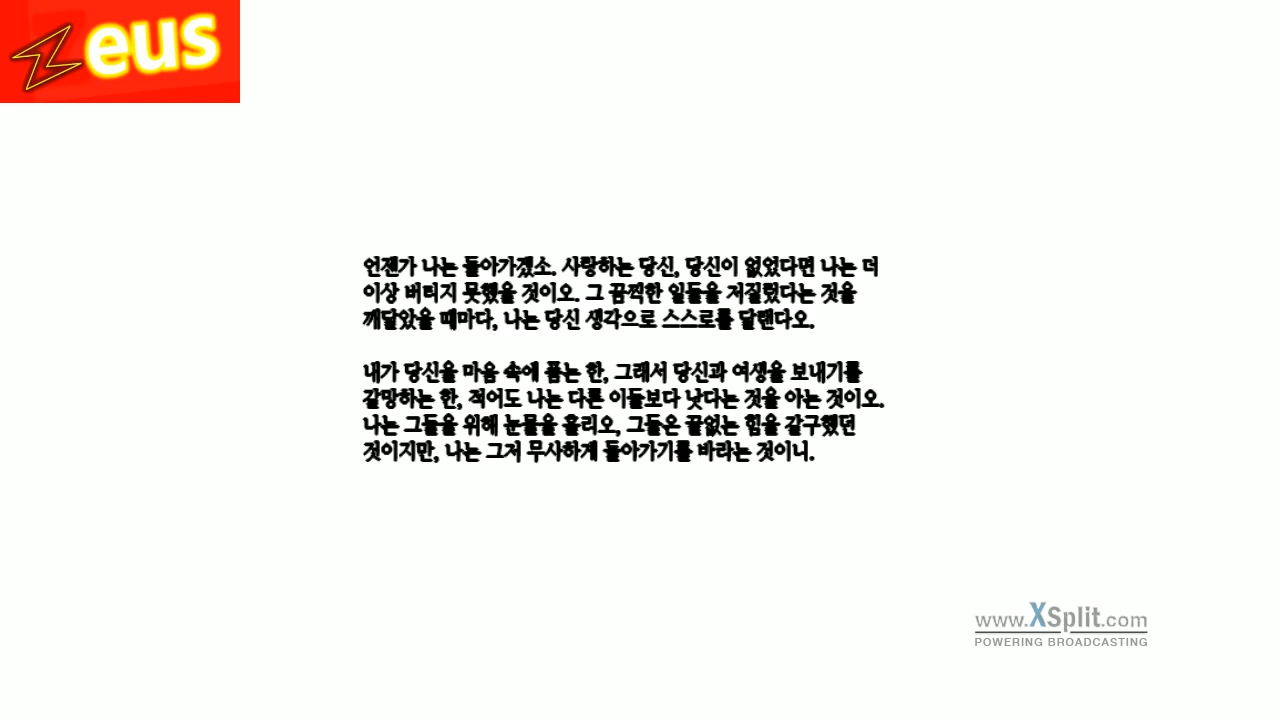 Zeus
언젠가 나는 돌아가겠소. 사랑하는 당신, 당신이 없었다면 나는 더
이상 버티지 못했을 것이오. 그 끔찍한 일들을 저질렀다는 것을
깨달았을 때마다, 나는 당신 생각으로 스스로를 달랜다오.
내가 당신을 마음 속에 품는 한, 그래서 당신과 여생을 보내기를
갈망하는 한, 적어도 나는 다른 이들보다 낫다는 것을 아는 것이오.
나는 그들을 위해 눈물을 흘리오, 그들은 끝없는 힘을 갈구했던
것이지만, 나는 그저 무사하게 돌아가기를 바라는 것이니.
www.XSplit.com
POWERING BROADCASTING